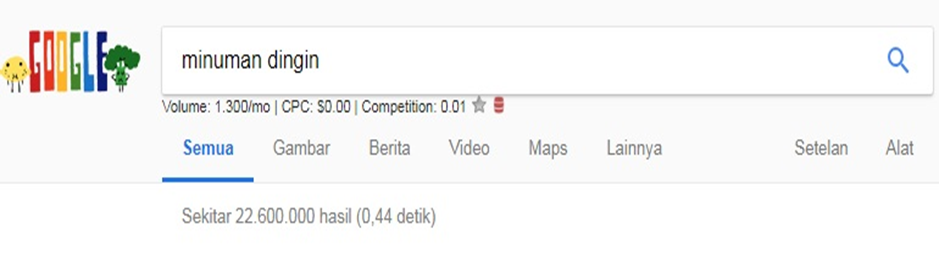 GOOGLE
minuman dingin
Volume: 1.300/mo | CPC: $0.00 | Competition: 0.01
Semua Gambar Berita Video Maps Lainnya Setelan Alat
Sekitar 22.600.000 hasil (0,44 detik)